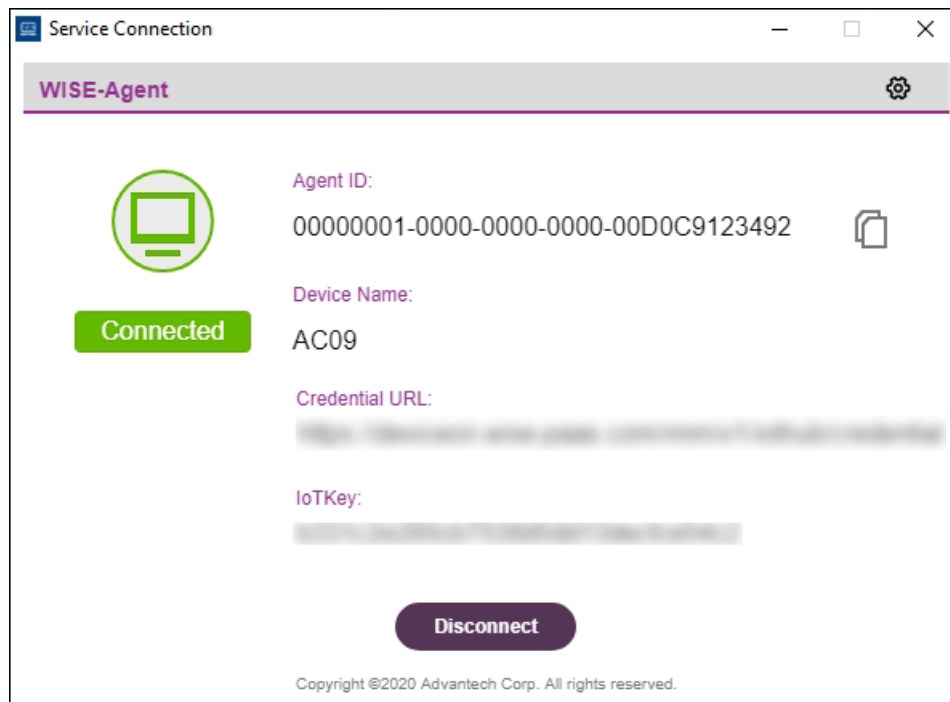 Service Connection
WISE-Agent
Agent ID:
00000001-0000-0000-0000-00D0C9123492
Device Name:
Connected
AC09
Credential URL:
IoTKey:
Disconnect
Copyright ©2020 Advantech Corp. All rights reserved.